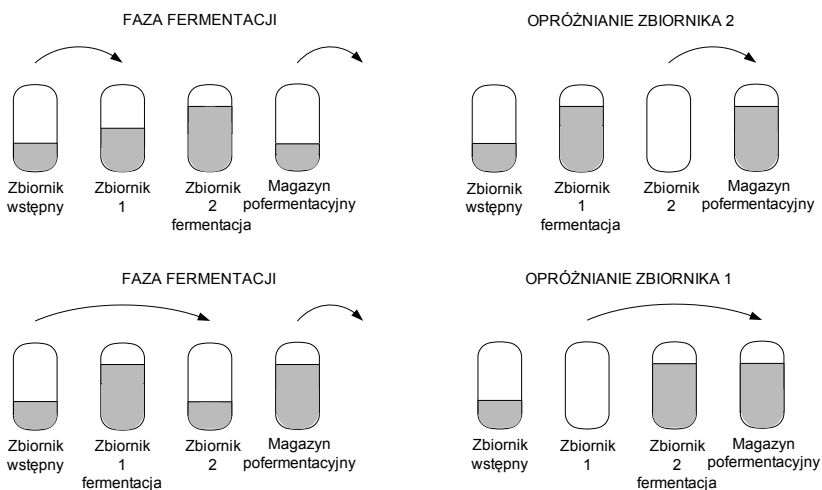 FAZA FERMENTACJI
Zbiornik
wstępny
Zbiornik
1
Zbiornik
2
fermentacja
Magazyn
pofermentacyjny
OPRÓŻNIANIE ZBIORNIKA 2
Zbiornik
wstępny
Zbiornik
1
fermentacja
Zbiornik
2
Magazyn
pofermentacyjny
FAZA FERMENTACJI
Zbiornik
wstępny
Zbiornik
1
fermentacja
Zbiornik
2
Magazyn
pofermentacyjny
OPRÓŻNIANIE ZBIORNIKA 1
Zbiornik
wstępny
Zbiornik
1
Zbiornik
2
fermentacja
Magazyn
pofermentacyjny